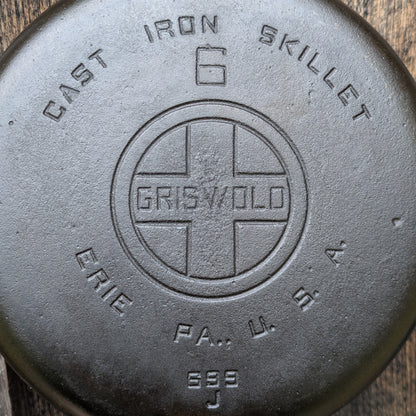 CAST IRON SKILLET
6
GRISWOLD
ERIE PA., U. S. A.
699
J